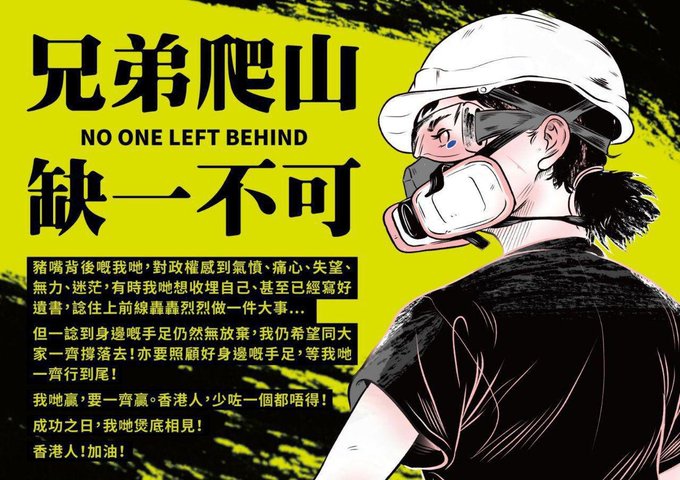 兄弟爬山
NO ONE LEFT BEHIND
缺一不可
豬嘴背後嘅我哋，對政權感到氣憤、痛心、失望、
無力、迷茫，有時我哋想收埋自己、甚至已經寫好
遺書，諗住上前線轟轟烈烈做一件大事...
但一諗到身邊嘅手足仍然無放棄，我仍希望同大
家一齊撐落去！亦要照顧好身邊嘅手足，等我哋
一齊行到尾！
我哋贏，要一齊贏。香港人，少咗一個都唔得！
成功之日，我哋煲底相見！
香港人！加油！